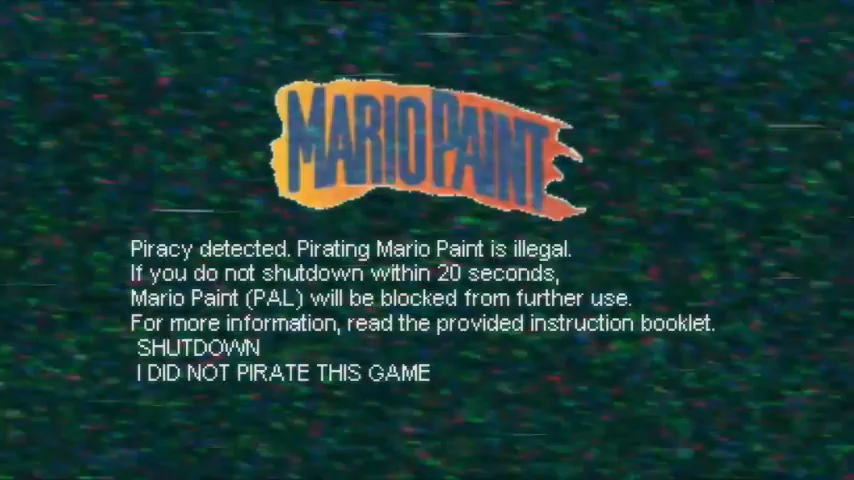 MARIO PAINT
Piracy detected. Pirating Mario Paint is illegal.
If you do not shutdown within 20 seconds,
Mario Paint (PAL) will be blocked from further use.
For more information, read the provided instruction booklet.
SHUTDOWN
I DID NOT PIRATE THIS GAME